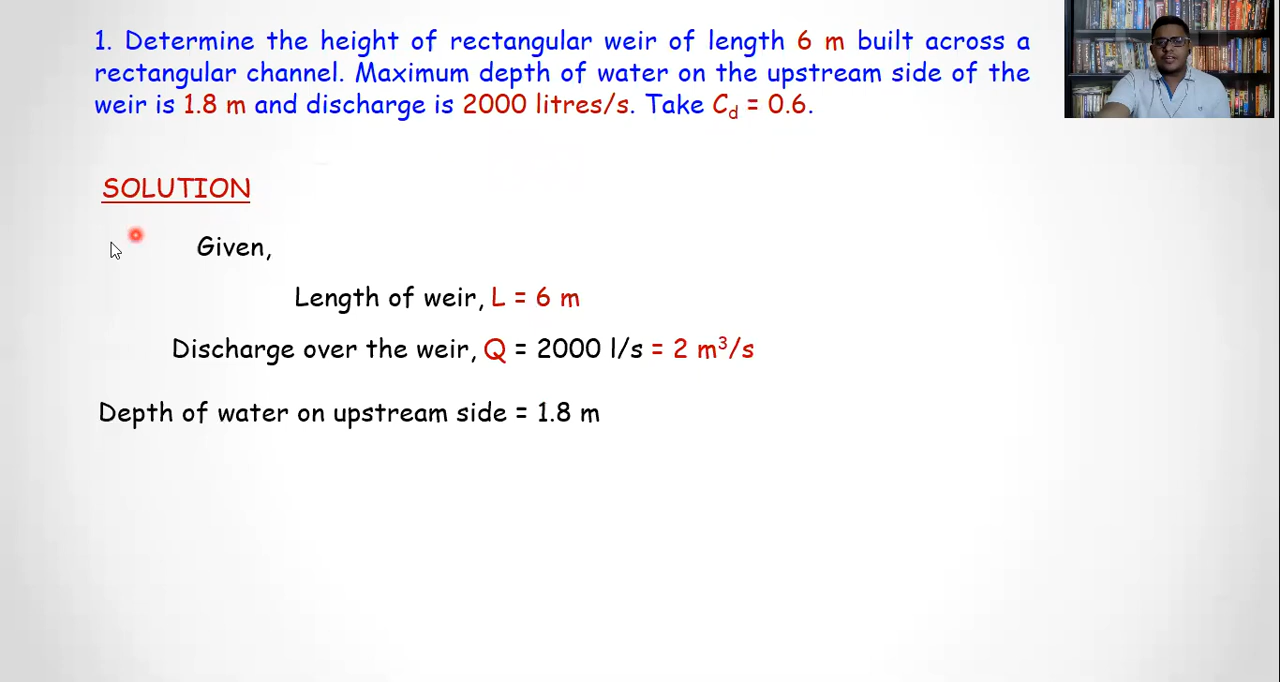 1. Determine the height of rectangular weir of length 6 m built across a
rectangular channel. Maximum depth of water on the upstream side of the
weir is 1.8 m and discharge is 2000 litres/s. Take C_d = 0.6.
SOLUTION
Given,
Length of weir, L = 6 m
Discharge over the weir, Q = 2000 l/s = 2 m³/s
Depth of water on upstream side = 1.8 m